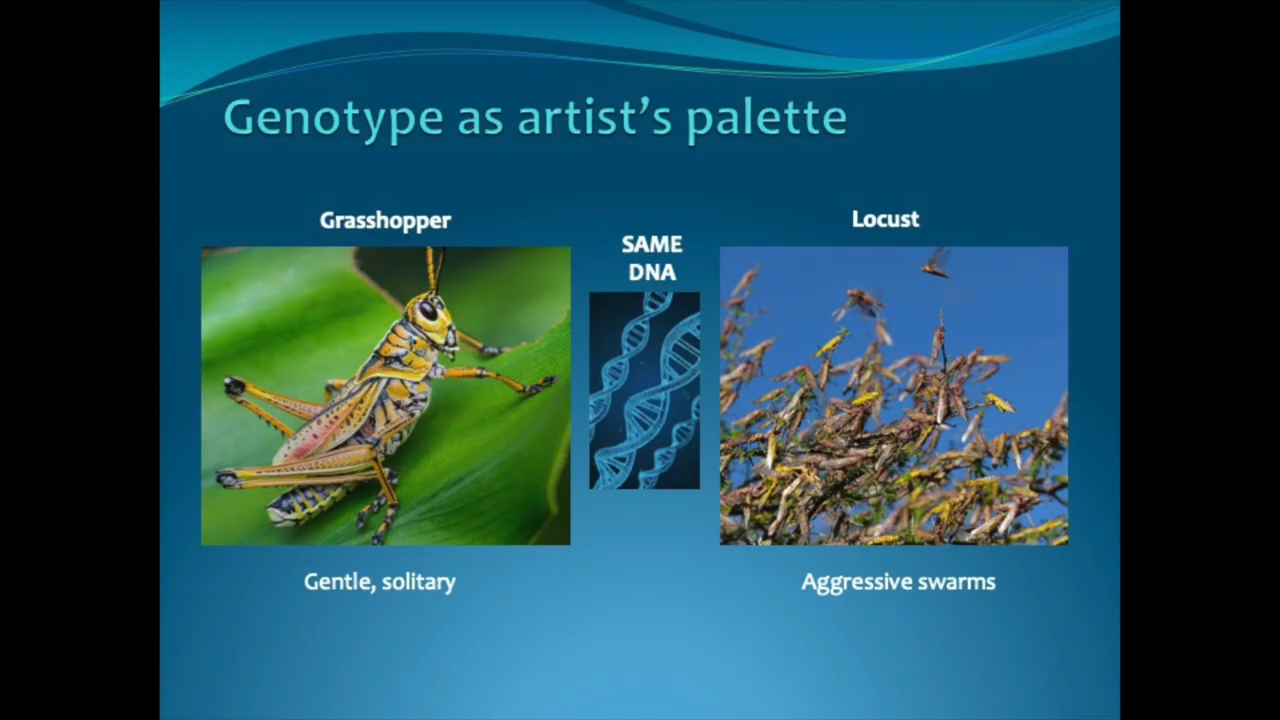 Genotype as artist’s palette
Grasshopper
SAME
DNA
Locust
Gentle, solitary
Aggressive swarms